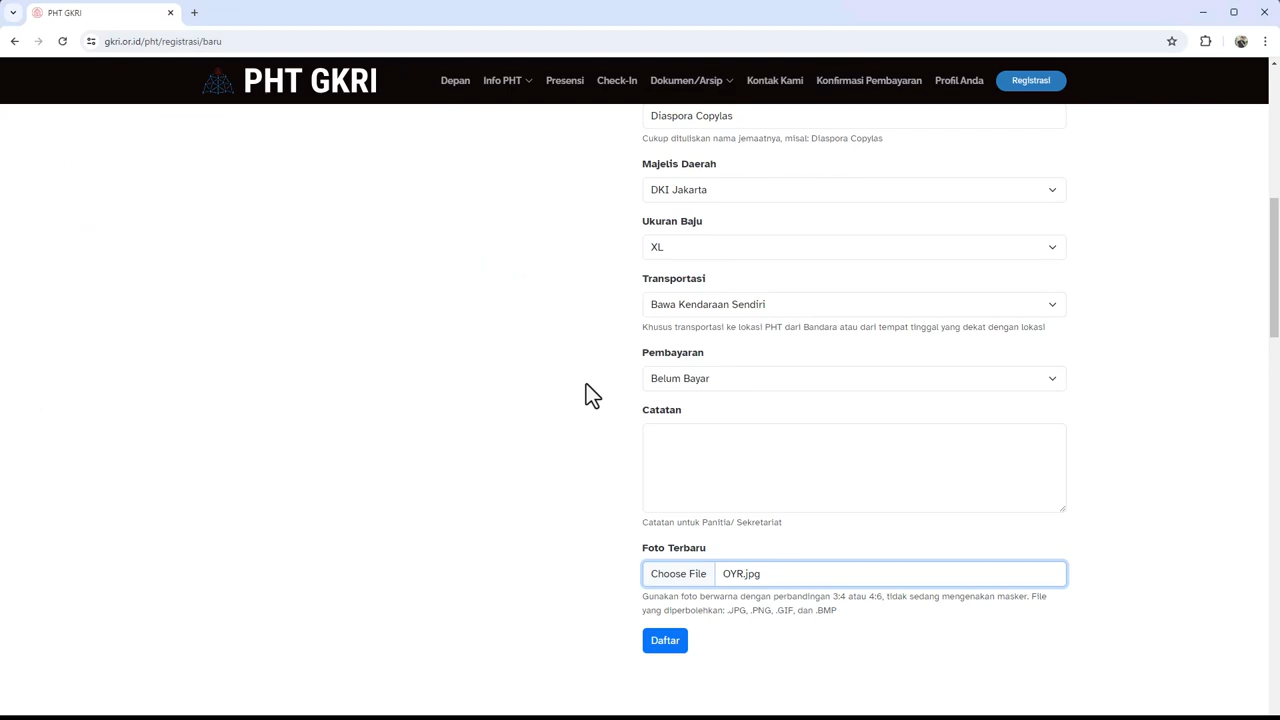 PHT GKRI
gkri.or.id/pht/registrasi/baru
PHT GKRI
Depan Info PHT Presensi Check-In Dokumen/Arsip Kontak Kami Konfirmasi Pembayaran Profil Anda Registrasi
Diaspora Copylas
Cukup dituliskan nama jemaatnya, misal: Diaspora Copylas
Majelis Daerah
DKI Jakarta
Ukuran Baju
XL
Transportasi
Bawa Kendaraan Sendiri
Khusus transportasi ke lokasi PHT dari Bandara atau dari tempat tinggal yang dekat dengan lokasi
Pembayaran
Belum Bayar
Catatan
Catatan untuk Panitia/ Sekretariat
Foto Terbaru
Choose File OYR.jpg
Gunakan foto berwarna dengan perbandingan 3:4 atau 4:6, tidak sedang mengenakan masker. File
yang diperbolehkan: .JPG, .PNG, .GIF, dan .BMP
Daftar